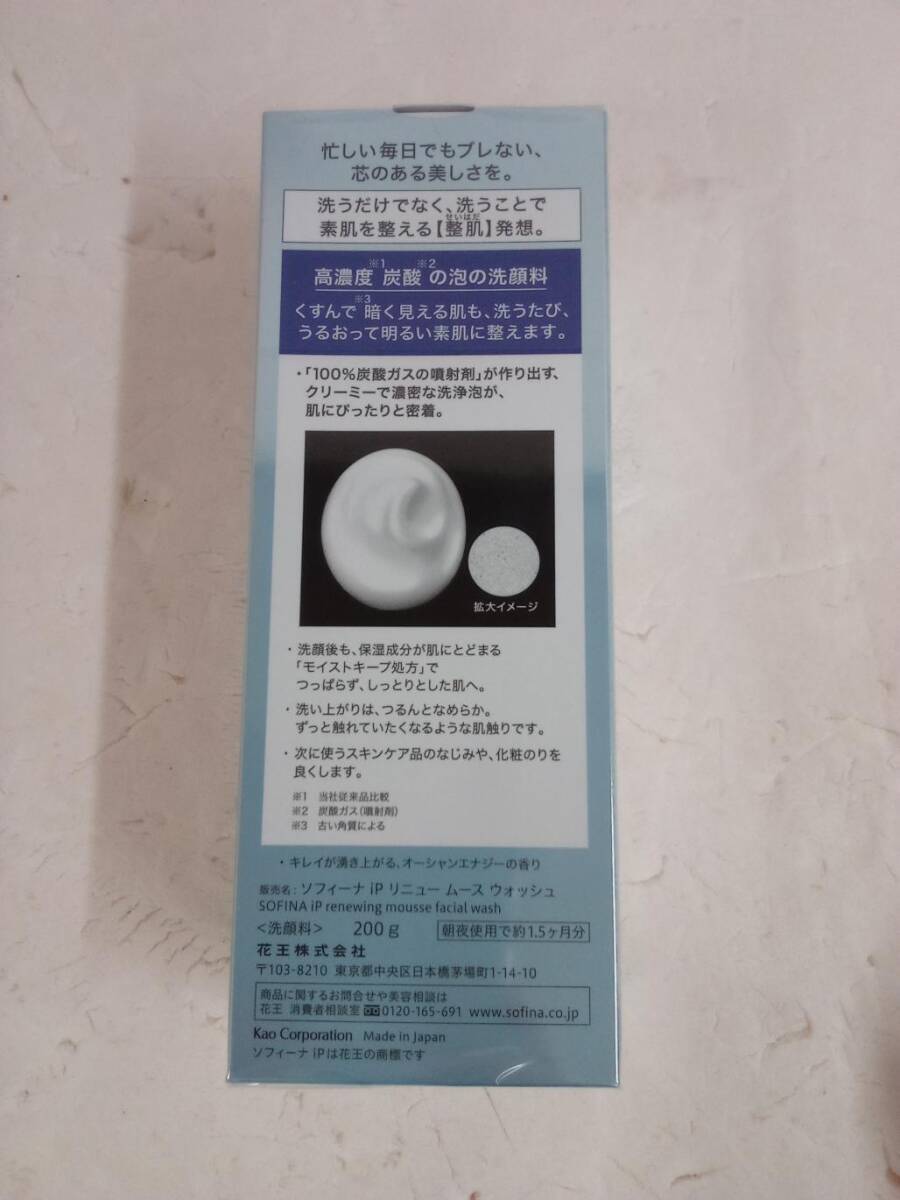 忙しい毎日でもブレない、
芯のある美しさを。
洗うだけでなく、洗うことで
せいはだ
素肌を整える【整肌】発想。
※1 ※2
高濃度 炭酸 の泡の洗顔料
※3
くすんで 暗く見える肌も、洗うたび、
うるおって明るい素肌に整えます。
・「100%炭酸ガスの噴射剤」が作り出す、
クリーミーで濃密な洗浄泡が、
肌にぴったりと密着。
拡大イメージ
・洗顔後も、保湿成分が肌にとどまる
「モイストキープ処方」で
つっぱらず、しっとりとした肌へ。
・洗い上がりは、つるんとなめらか。
ずっと触れていたくなるような肌触りです。
・次に使うスキンケア品のなじみや、化粧のりを
良くします。
※1 当社従来品比較
※2 炭酸ガス(噴射剤)
※3 古い角質による
・キレイが湧き上がる、オーシャンエナジーの香り
販売名:ソフィーナ iP リニュー ムース ウォッシュ
SOFINA iP renewing mousse facial wash
<洗顔料> 200g 朝夜使用で約1.5ヶ月分
花王株式会社
〒103-8210 東京都中央区日本橋茅場町1-14-10
商品に関するお問合せや美容相談は
花王 消費者相談室 0120-165-691 www.sofina.co.jp
Kao Corporation Made in Japan
ソフィーナ iPは花王の商標です